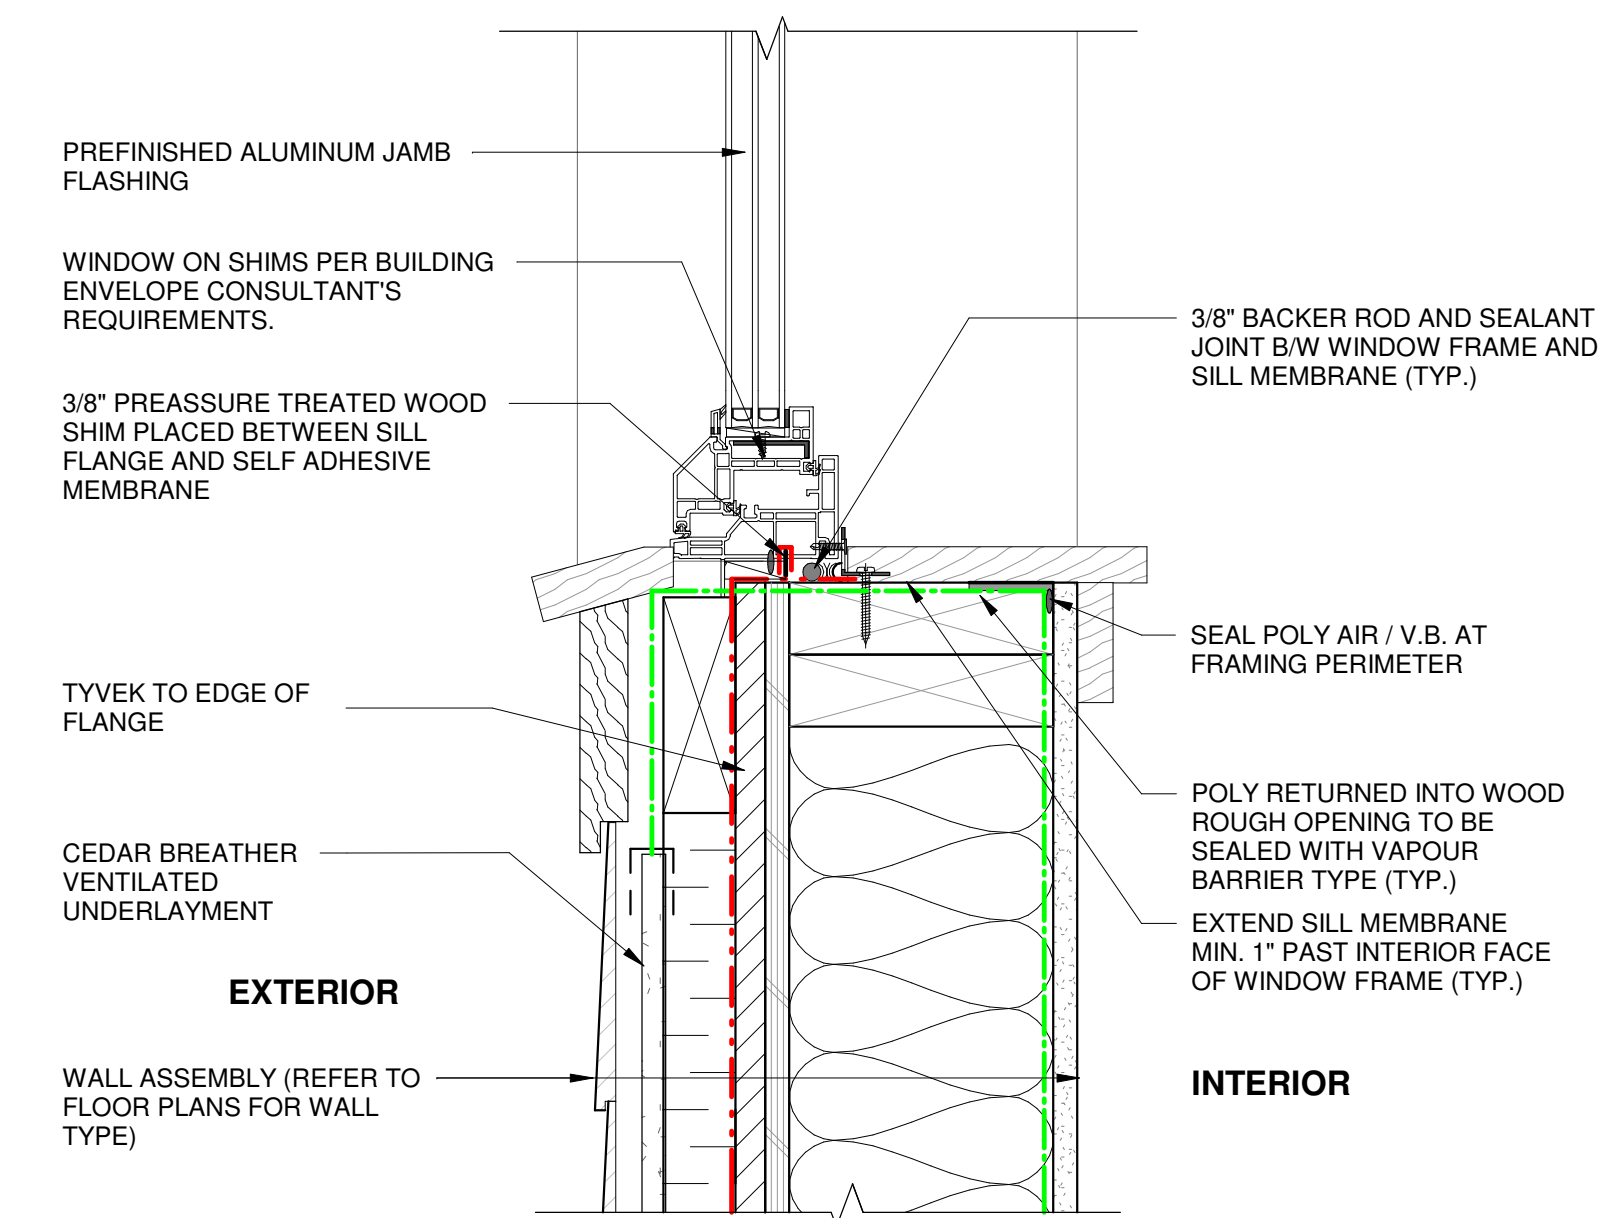 PREFINISHED ALUMINUM JAMB
FLASHING
WINDOW ON SHIMS PER BUILDING
ENVELOPE CONSULTANT'S
REQUIREMENTS.
3/8" PREASSURE TREATED WOOD
SHIM PLACED BETWEEN SILL
FLANGE AND SELF ADHESIVE
MEMBRANE
TYVEK TO EDGE OF
FLANGE
CEDAR BREATHER
VENTILATED
UNDERLAYMENT
EXTERIOR
WALL ASSEMBLY (REFER TO
FLOOR PLANS FOR WALL
TYPE)
3/8" BACKER ROD AND SEALANT
JOINT B/W WINDOW FRAME AND
SILL MEMBRANE (TYP.)
SEAL POLY AIR / V.B. AT
FRAMING PERIMETER
POLY RETURNED INTO WOOD
ROUGH OPENING TO BE
SEALED WITH VAPOUR
BARRIER TYPE (TYP.)
EXTEND SILL MEMBRANE
MIN. 1" PAST INTERIOR FACE
OF WINDOW FRAME (TYP.)
INTERIOR